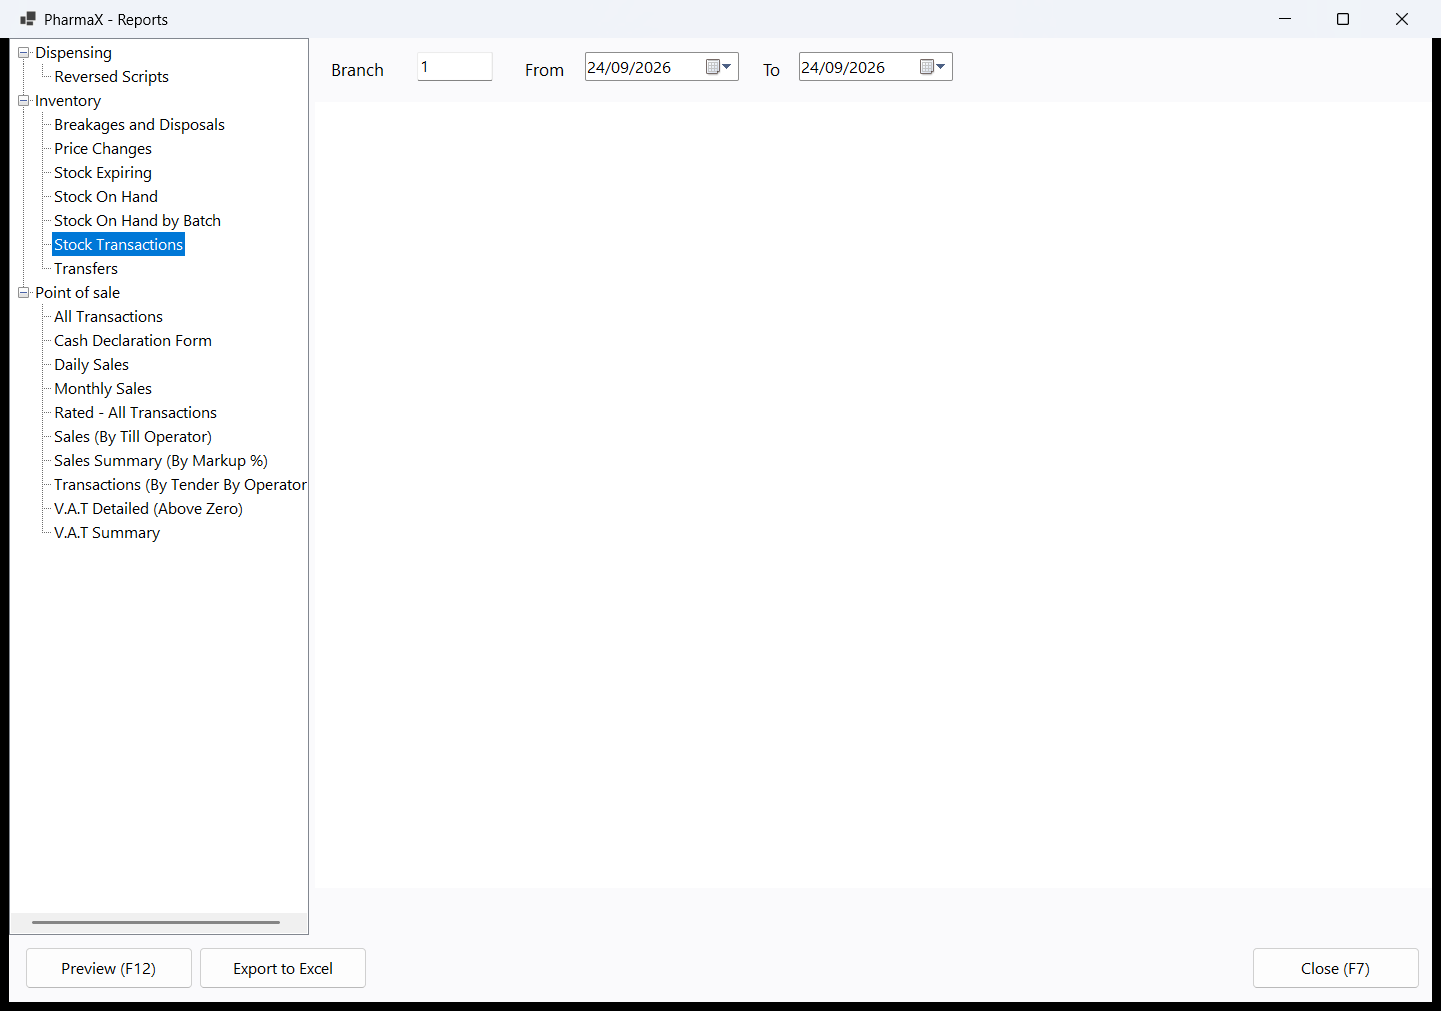 PharmaX - Reports
Dispensing
Reversed Scripts
Inventory
Breakages and Disposals
Price Changes
Stock Expiring
Stock On Hand
Stock On Hand by Batch
Stock Transactions
Transfers
Point of sale
All Transactions
Cash Declaration Form
Daily Sales
Monthly Sales
Rated - All Transactions
Sales (By Till Operator)
Sales Summary (By Markup %)
Transactions (By Tender By Operator
V.A.T Detailed (Above Zero)
V.A.T Summary
Branch 1 From 24/09/2026 To 24/09/2026
Preview (F12) Export to Excel Close (F7)